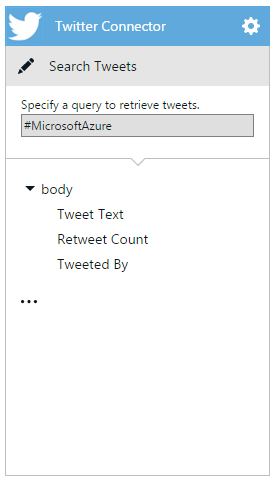 Twitter Connector
Search Tweets
Specify a query to retrieve tweets.
#MicrosoftAzure
body
Tweet Text
Retweet Count
Tweeted By
...